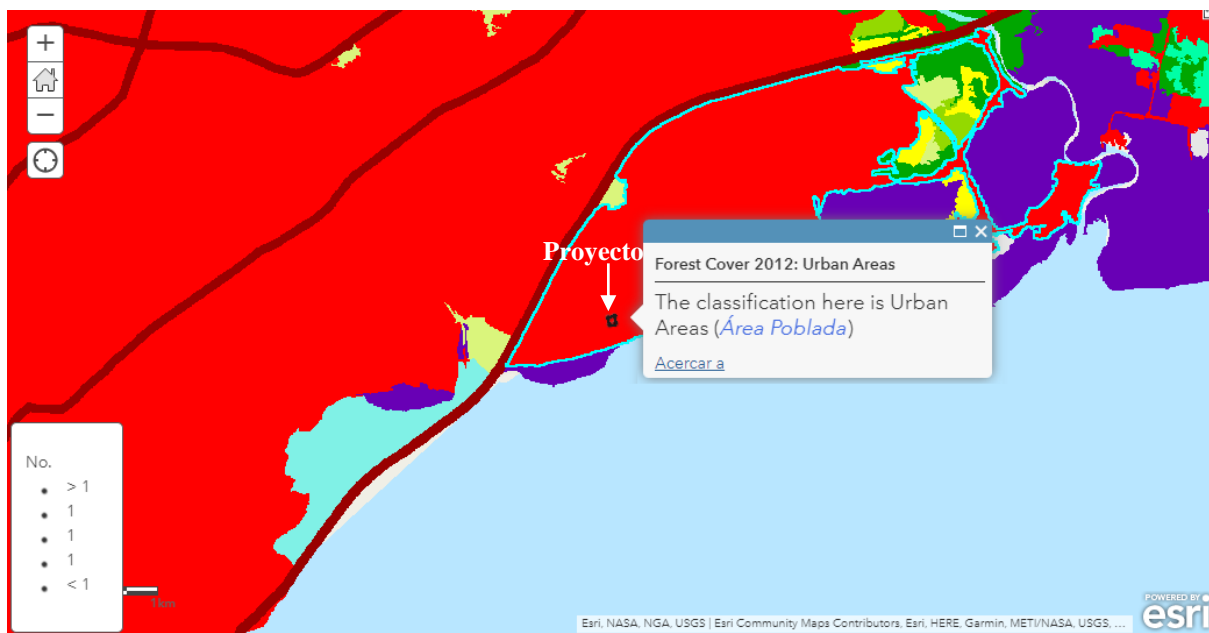 Proyecto
Forest Cover 2012: Urban Areas
The classification here is Urban
Areas (Área Poblada)
Acercar a
No.
> 1
1
1
1
< 1
1km
Esri, NASA, NGA, USGS | Esri Community Maps Contributors, Esri, HERE, Garmin, METI/NASA, USGS, ...
POWERED BY
esri